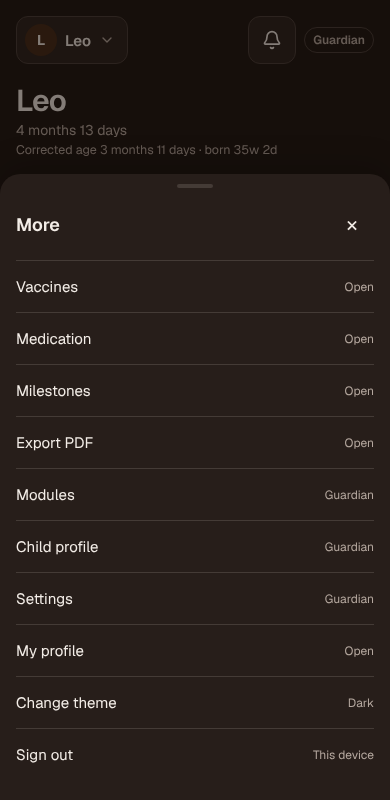 L Leo Guardian
Leo
4 months 13 days
Corrected age 3 months 11 days · born 35w 2d
More
Vaccines Open
Medication Open
Milestones Open
Export PDF Open
Modules Guardian
Child profile Guardian
Settings Guardian
My profile Open
Change theme Dark
Sign out This device